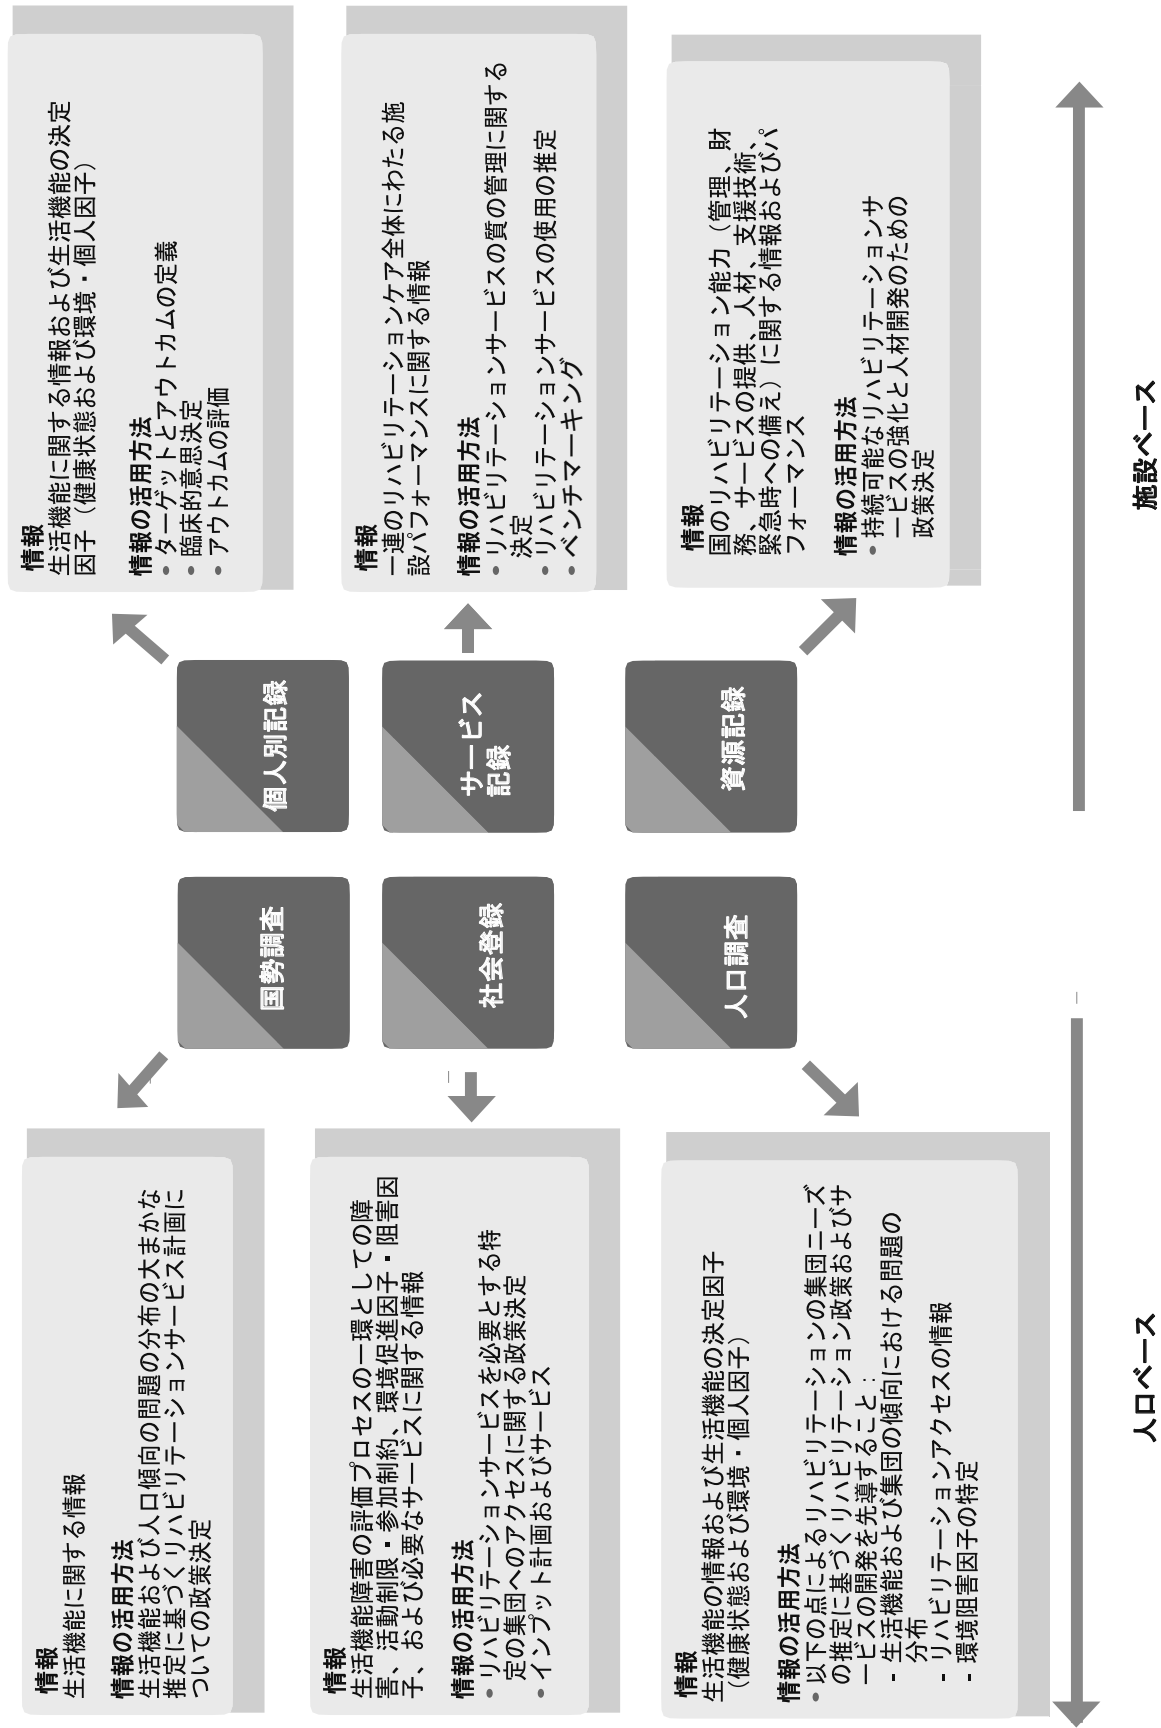 情報
生活機能に関する情報
情報の活用方法
生活機能および人口傾向の問題の分布の大まかな
推定に基づくリハビリテーションサービス計画に
ついての政策決定
国勢調査
個人別記録
情報
生活機能に関する情報および生活機能の決定
因子（健康状態および環境・個人因子）
情報の活用方法
• ターゲットとアウトカムの定義
• 臨床的意思決定
• アウトカムの評価
情報
生活機能障害の評価プロセスの一環としての障
害、活動制限・参加制約、環境促進因子・阻害因
子、および必要なサービスに関する情報
情報の活用方法
• リハビリテーションサービスを必要とする特
定の集団へのアクセスに関する政策決定
• インプット計画およびサービス
社会登録
サービス
記録
情報
一連のリハビリテーションケア全体にわたる施
設パフォーマンスに関する情報
情報の活用方法
• リハビリテーションサービスの質の管理に関する
決定
• リハビリテーションサービスの使用の推定
• ベンチマーキング
情報
生活機能の情報および生活機能の決定因子
（健康状態および環境・個人因子）
情報の活用方法
• 以下の点によるリハビリテーションの集団ニーズ
の推定に基づくリハビリテーション政策およびサ
ービスの開発を先導すること：
- 生活機能および集団の傾向における問題の
分布
- リハビリテーションアクセスの情報
- 環境阻害因子の特定
人口調査
資源記録
情報
国のリハビリテーション能力（管理、財
務、サービスの提供、人材、支援技術、
緊急時への備え）に関する情報およびパ
フォーマンス
情報の活用方法
• 持続可能なリハビリテーションサ
ービスの強化と人材開発のための
政策決定
人口ベース
施設ベース